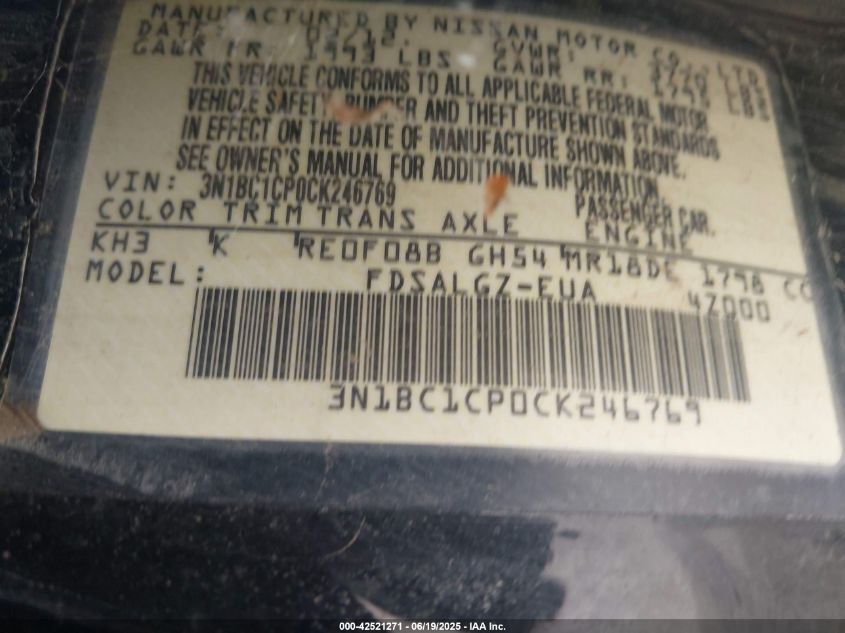 MANUFACTURED BY NISSAN MOTOR CO., LTD.
DATE: GVWR: LBS
GAWR FR: 1993 LBS GAWR RR: LBS
THIS VEHICLE CONFORMS TO ALL APPLICABLE FEDERAL MOTOR
VEHICLE SAFETY, BUMPER AND THEFT PREVENTION STANDARDS
IN EFFECT ON THE DATE OF MANUFACTURE SHOWN ABOVE.
SEE OWNER'S MANUAL FOR ADDITIONAL INFORMATION.
VIN: 3N1BC1CP0CK246769 PASSENGER CAR.
COLOR TRIM TRANS AXLE ENGINE
KH3 K RE0F08B GH54 MR18DE 1798 CC
MODEL: FDSALGZ-EUA 4Z000
3N1BC1CP0CK246769
000-42521271 - 06/19/2025 - IAA Inc.